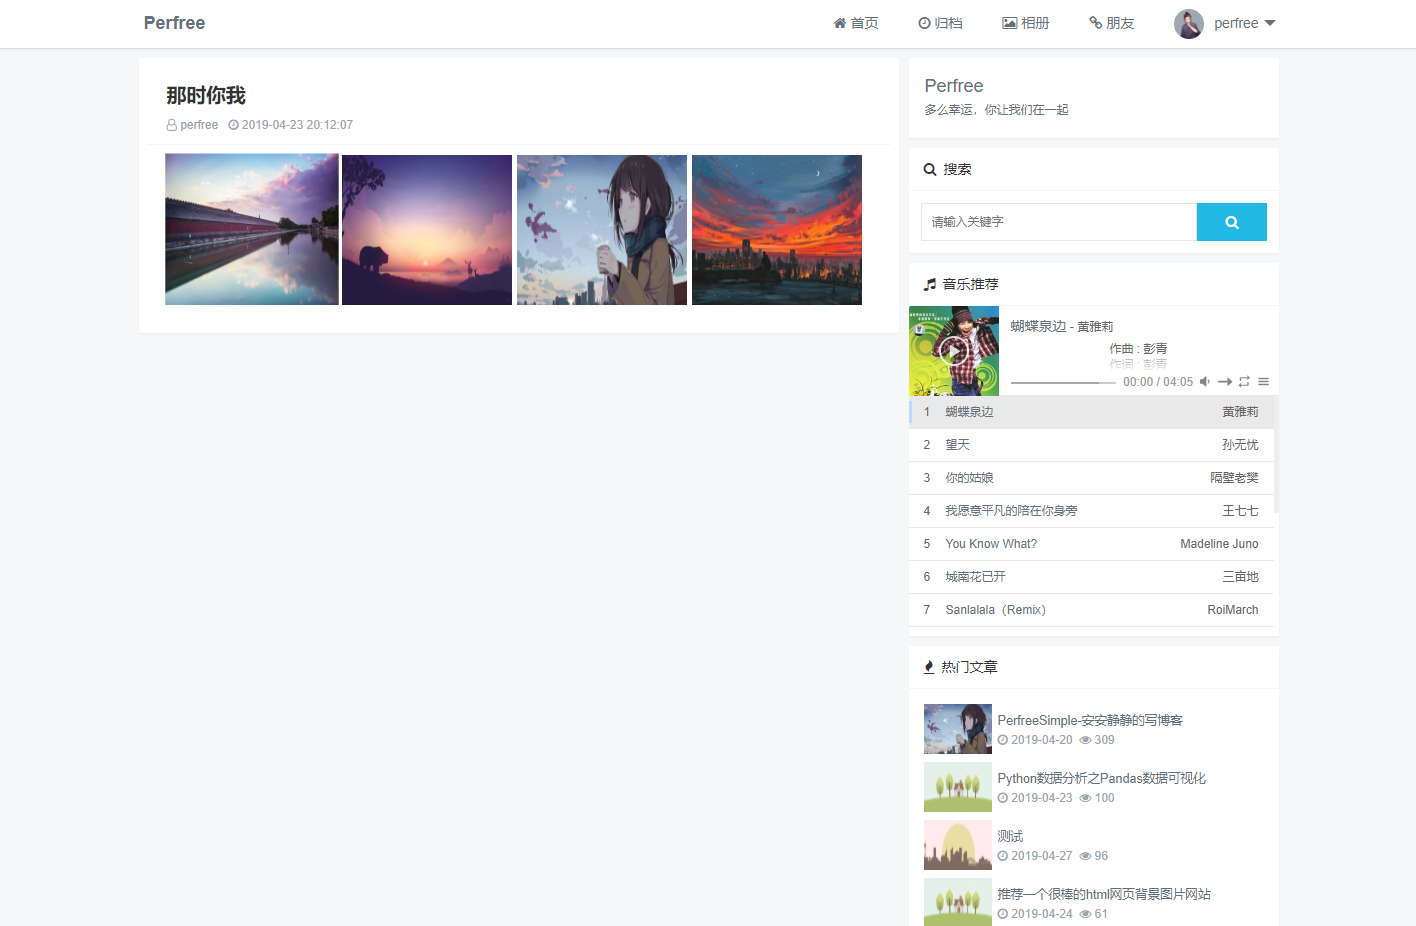 Perfree
首页 归档 相册 朋友 perfree
那时你我
perfree 2019-04-23 20:12:07
Perfree
多么幸运，你让我们在一起
搜索
请输入关键字
音乐推荐
蝴蝶泉边 - 黄雅莉
作曲 : 彭青
作词 : 彭青
00:00 / 04:05
1 蝴蝶泉边 黄雅莉
2 望天 孙无忧
3 你的姑娘 隔壁老樊
4 我愿意平凡的陪在你身旁 王七七
5 You Know What? Madeline Juno
6 城南花已开 三亩地
7 Sanlalala（Remix） RoiMarch
热门文章
PerfreeSimple-安安静静的写博客
2019-04-20 309
Python数据分析之Pandas数据可视化
2019-04-23 100
测试
2019-04-27 96
推荐一个很棒的html网页背景图片网站
2019-04-24 61